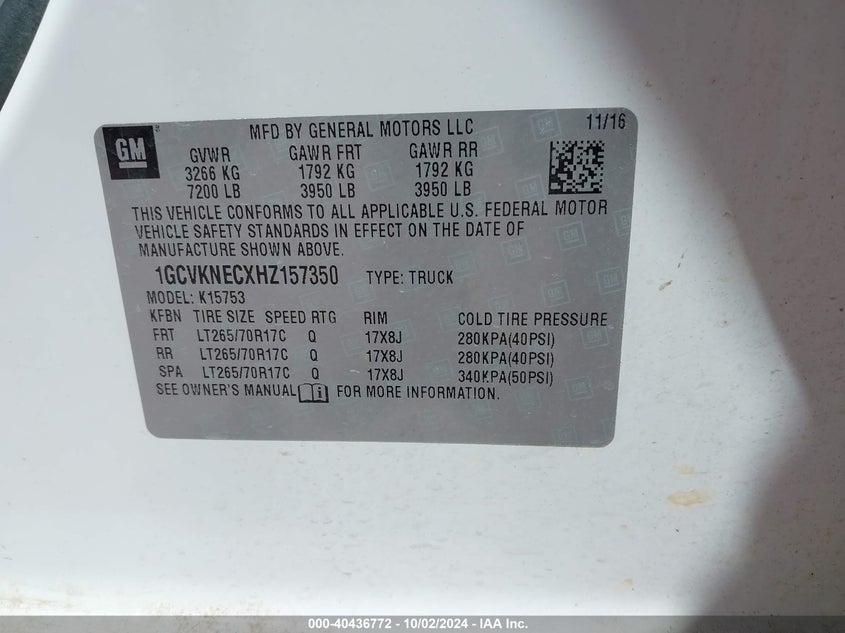 GM
MFD BY GENERAL MOTORS LLC 11/16
GVWR GAWR FRT GAWR RR
3266 KG 1792 KG 1792 KG
7200 LB 3950 LB 3950 LB
THIS VEHICLE CONFORMS TO ALL APPLICABLE U.S. FEDERAL MOTOR
VEHICLE SAFETY STANDARDS IN EFFECT ON THE DATE OF
MANUFACTURE SHOWN ABOVE.
1GCVKNECXHZ157350 TYPE: TRUCK
MODEL: K15753
KFBN TIRE SIZE SPEED RTG RIM COLD TIRE PRESSURE
FRT LT265/70R17C Q 17X8J 280KPA(40PSI)
RR LT265/70R17C Q 17X8J 280KPA(40PSI)
SPA LT265/70R17C Q 17X8J 340KPA(50PSI)
SEE OWNER'S MANUAL FOR MORE INFORMATION.
000-40436772 - 10/02/2024 - IAA Inc.